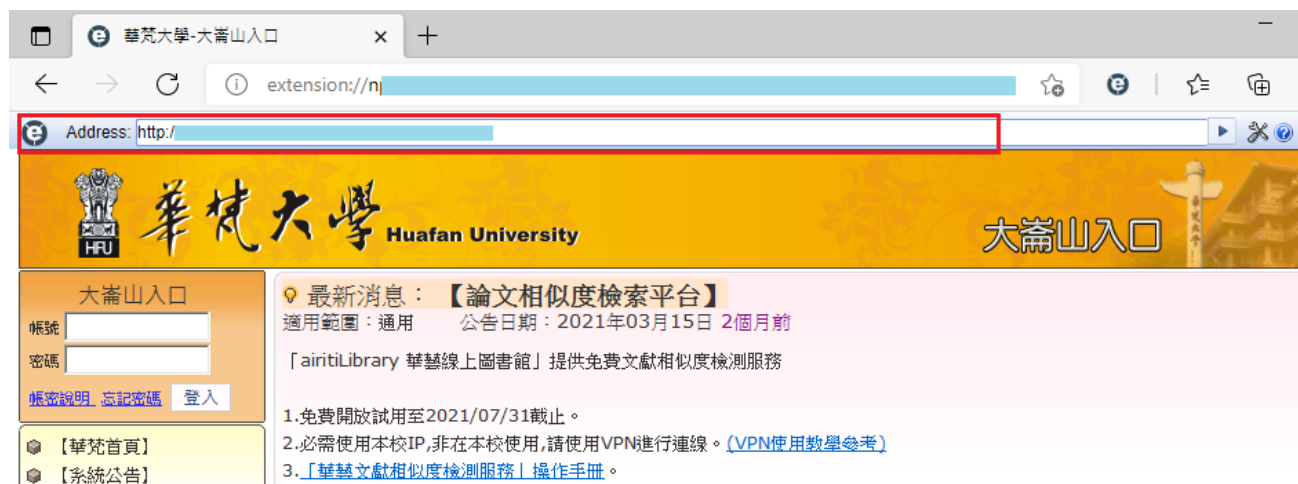 華梵大學-大崙山入口
extension://n
Address: http:/
華梵大學 Huafan University
HFU
大崙山入口
大崙山入口
帳號
密碼
帳密說明 忘記密碼 登入
【華梵首頁】
【系統公告】
最新消息：【論文相似度檢索平台】
適用範圍：通用 公告日期：2021年03月15日 2個月前
「airitiLibrary 華藝線上圖書館」提供免費文獻相似度檢測服務
1.免費開放試用至2021/07/31截止。
2.必需使用本校IP,非在本校使用,請使用VPN進行連線。(VPN使用教學參考)
3.「華藝文獻相似度檢測服務」操作手冊。